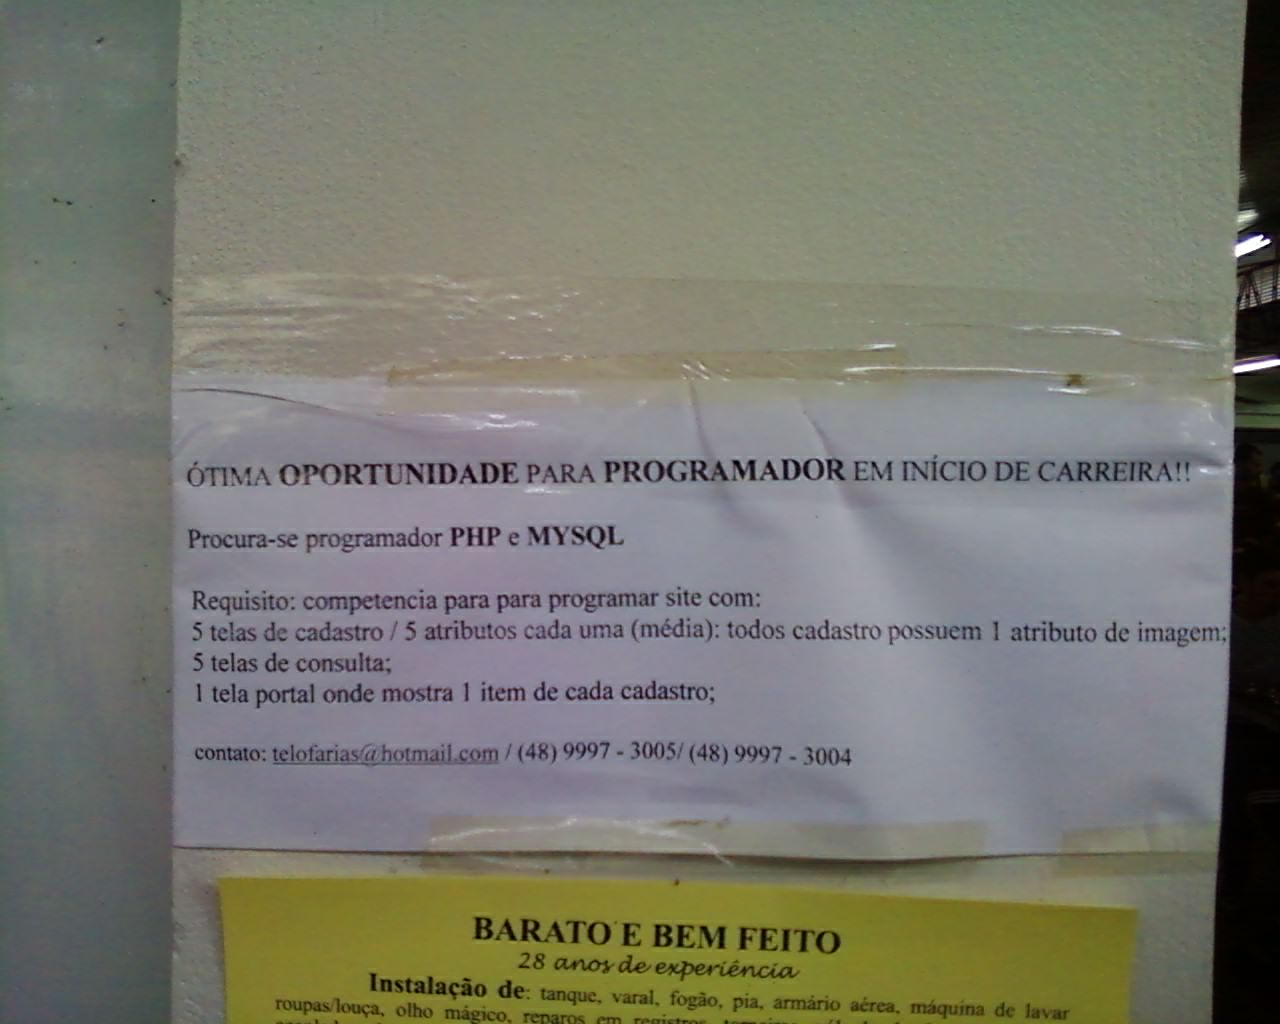 ÓTIMA OPORTUNIDADE PARA PROGRAMADOR EM INÍCIO DE CARREIRA!!
Procura-se programador PHP e MYSQL
Requisito: competencia para para programar site com:
5 telas de cadastro / 5 atributos cada uma (média): todos cadastro possuem 1 atributo de imagem;
5 telas de consulta;
1 tela portal onde mostra 1 item de cada cadastro;
contato: telofarias@hotmail.com / (48) 9997 - 3005/ (48) 9997 - 3004
BARATO E BEM FEITO
28 anos de experiência
Instalação de: tanque, varal, fogão, pia, armário aérea, máquina de lavar
roupas/louça, olho mágico, reparos em registros,